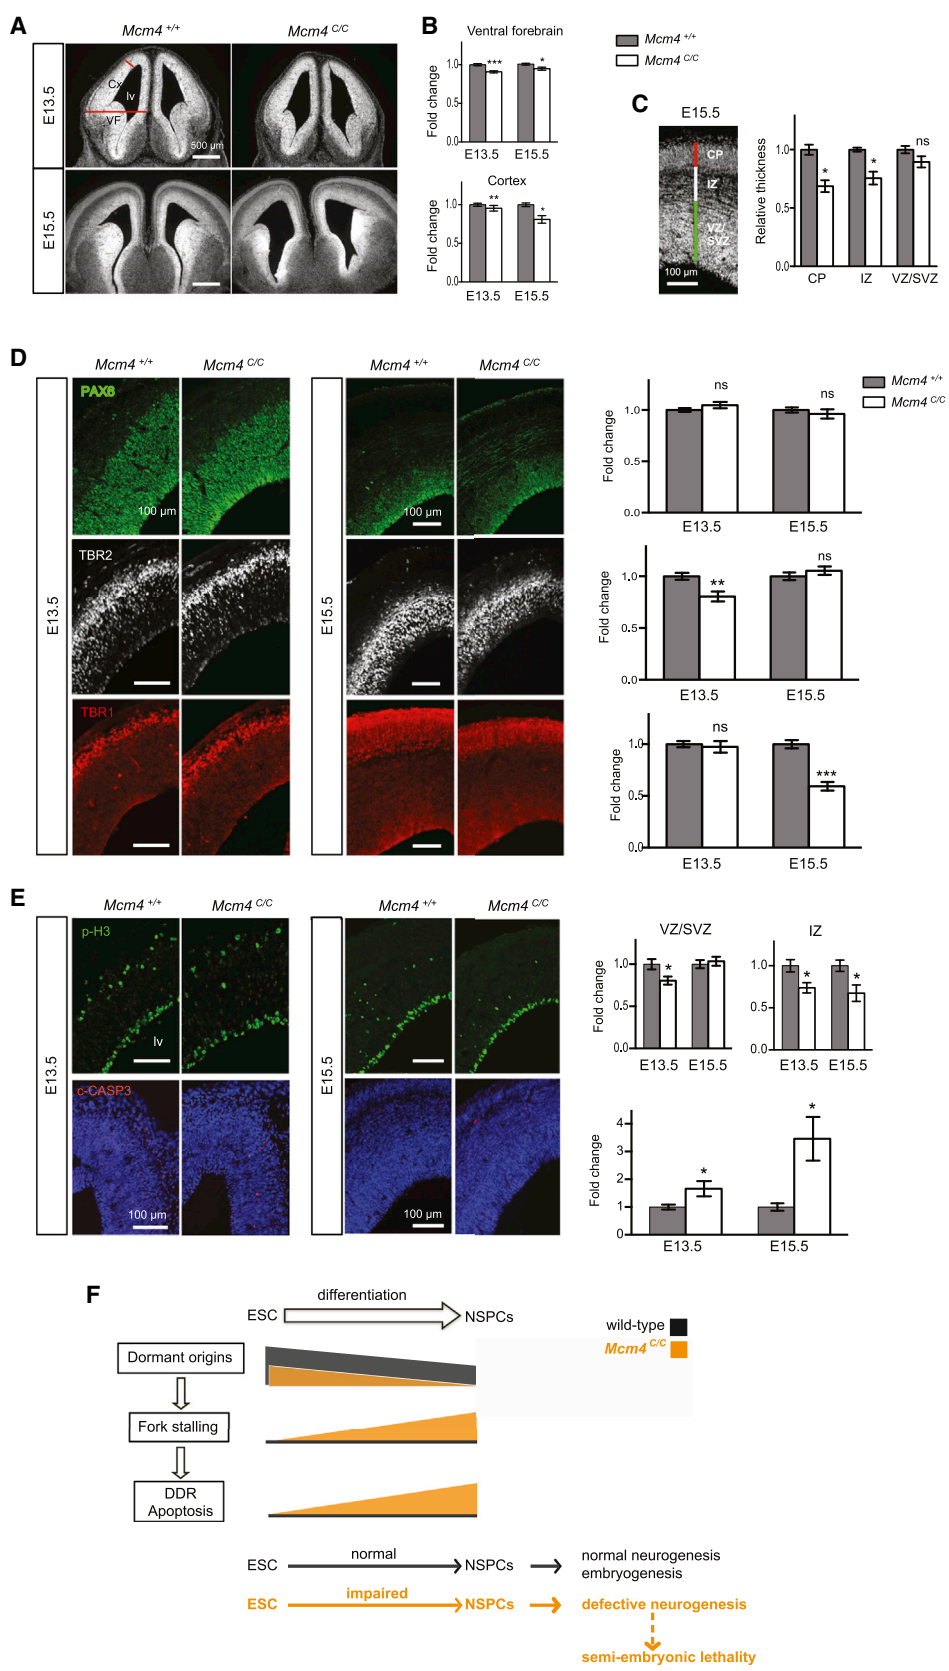 A
Mcm4 +/+
Mcm4 C/C
E13.5
Cx
lv
VF
500 µm
E15.5
B
Ventral forebrain
Fold change
1.0
0.5
0.0
***
*
E13.5
E15.5
Cortex
Fold change
1.0
0.5
0.0
**
*
E13.5
E15.5
Mcm4 +/+
Mcm4 C/C
C
E15.5
CP
IZ
VZ/
SVZ
100 µm
Relative thickness
1.0
0.5
0.0
*
*
ns
CP
IZ
VZ/SVZ
D
Mcm4 +/+
Mcm4 C/C
Mcm4 +/+
Mcm4 C/C
E13.5
PAX6
100 µm
TBR2
TBR1
E15.5
100 µm
Mcm4 +/+
Mcm4 C/C
Fold change
1.0
0.5
0.0
ns
ns
E13.5
E15.5
Fold change
1.0
0.5
0.0
**
ns
E13.5
E15.5
Fold change
1.0
0.5
0.0
ns
***
E13.5
E15.5
E
Mcm4 +/+
Mcm4 C/C
Mcm4 +/+
Mcm4 C/C
E13.5
p-H3
lv
c-CASP3
100 µm
E15.5
100 µm
VZ/SVZ
Fold change
1.0
0.5
0.0
*
E13.5
E15.5
IZ
1.0
0.5
0.0
*
*
E13.5
E15.5
Fold change
4
3
2
1
0
*
*
E13.5
E15.5
F
differentiation
ESC
NSPCs
wild-type
Mcm4 C/C
Dormant origins
Fork stalling
DDR
Apoptosis
ESC
normal
NSPCs
normal neurogenesis
embryogenesis
ESC
impaired
NSPCs
defective neurogenesis
semi-embryonic lethality